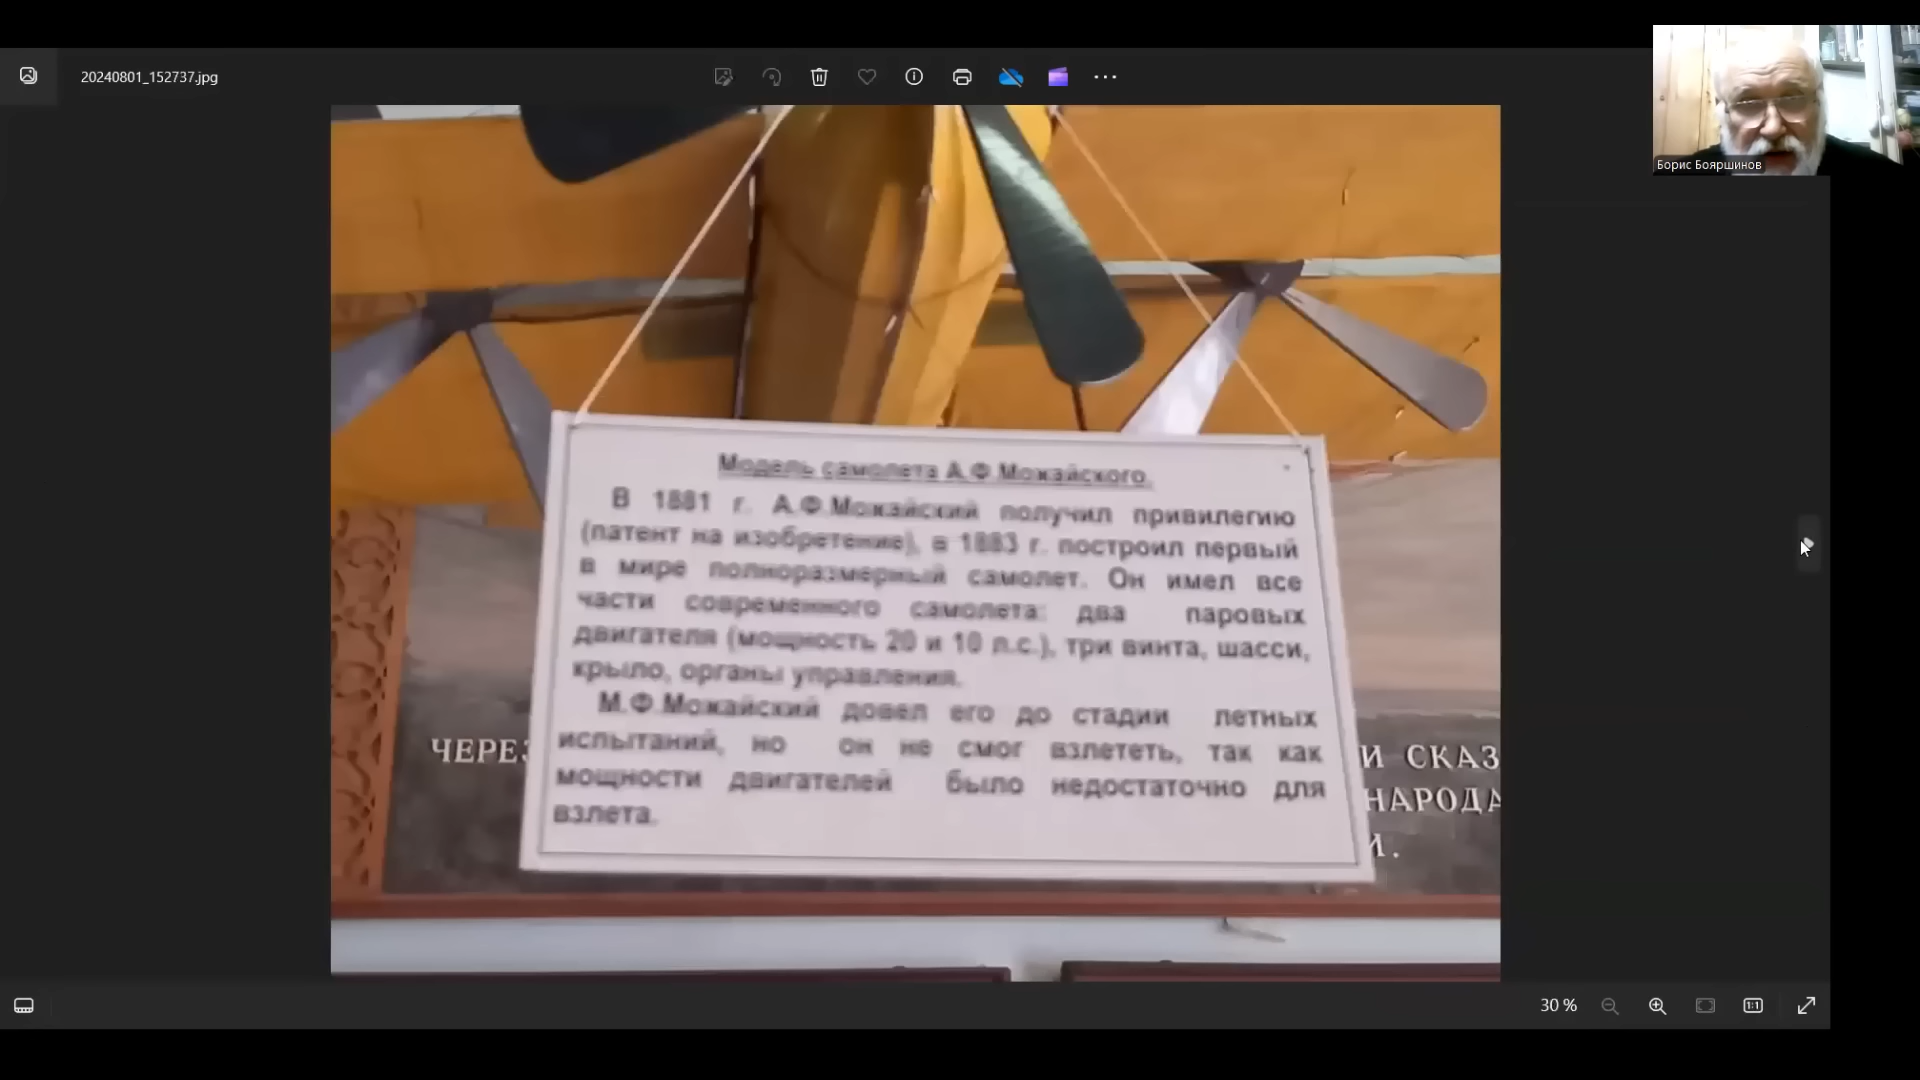 20240801_152737.jpg
Борис Бояршинов
Модель самолета А.Ф.Можайского.
В 1881 г. А.Ф.Можайский получил привилегию
(патент на изобретение), в 1883 г. построил первый
в мире полноразмерный самолет. Он имел все
части современного самолета: два паровых
двигателя (мощность 20 и 10 л.с.), три винта, шасси,
крыло, органы управления.
М.Ф.Можайский довел его до стадии летных
испытаний, но он не смог взлететь, так как
мощности двигателей было недостаточно для
взлета.
ЧЕРЕЗ
И СКАЗ
НАРОДА
И.
30 %
1:1